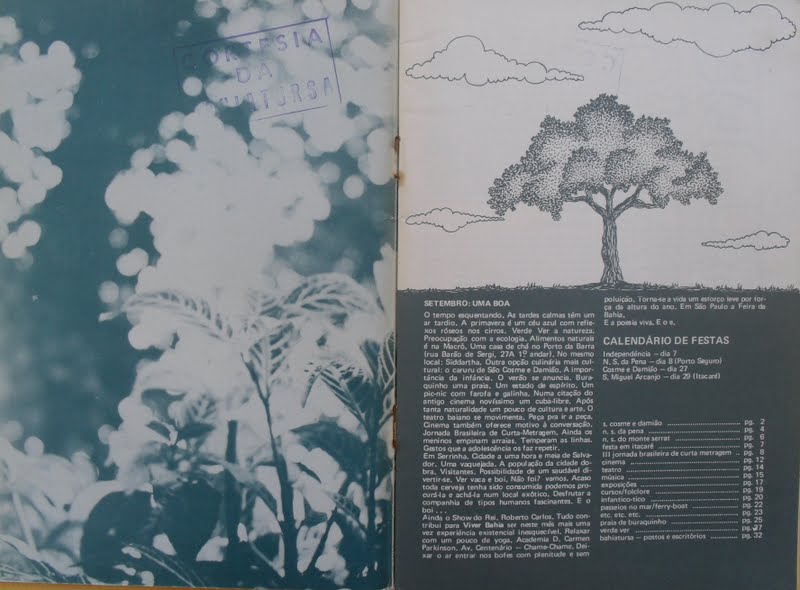 CORTESIA
DA
BAHIATURSA
SETEMBRO: UMA BOA
O tempo esquentando. As tardes calmas têm um
ar tardio. A primavera é um céu azul com refle-
xos róseos nos cirros. Verde Ver a natureza.
Preocupação com a ecologia. Alimentos naturais
é na Macrô. Uma casa de chá no Porto da Barra
(rua Barão de Sergi, 27A 1º andar). No mesmo
local: Siddartha. Outra opção culinária mais cul-
tural: o caruru de São Cosme e Damião. A impor-
tância da infância. O verão se anuncia. Bura-
quinho uma praia. Um estado de espírito. Um
pic-nic com farofa e galinha. Numa citação do
antigo cinema novíssimo um cuba-libre. Após
tanta naturalidade um pouco de cultura e arte. O
teatro baiano se movimenta. Peça pra ir a peça.
Cinema também oferece motivo à conversação.
Jornada Brasileira de Curta-Metragem. Ainda os
meninos empinam arraias. Temperam as linhas.
Gestos que a adolescência os faz repetir.
Em Serrinha. Cidade a uma hora e meia de Salva-
dor. Uma vaquejada. A população da cidade do-
bra. Visitantes. Possibilidade de um saudável di-
vertir-se. Ver vaca e boi. Não foi? vamos. Acaso
toda cerveja tenha sido consumida podemos pro-
curá-la e achá-la num local exótico. Desfrutar a
companhia de tipos humanos fascinantes. E o
boi ...
Ainda o Show do Rei. Roberto Carlos. Tudo con-
tribui para Viver Bahia ser neste mês mais uma
vez experiência existencial inesquecível. Relaxar
com um pouco de yoga. Academia D. Carmen
Parkinson. Av. Centenário — Chame-Chame. Dei-
xar o ar entrar nos bofes com plenitude e sem
poluição. Torna-se a vida um esforço leve por for-
ça da altura do ano. Em São Paulo a Feira da
Bahia.
E a poesia viva. E o e.
CALENDÁRIO DE FESTAS
Independência — dia 7
N. S. da Pena — dia 8 (Porto Seguro)
Cosme e Damião — dia 27
S. Miguel Arcanjo — dia 29 (Itacaré)
s. cosme e damião ........ pg. 2
n. s. da pena ........ pg. 4
n. s. do monte serrat ........ pg. 6
festa em itacaré ........ pg. 7
III jornada brasileira de curta metragem .. pg. 8
cinema ........ pg. 12
teatro ........ pg. 14
música ........ pg. 15
exposições ........ pg. 17
cursos/folclore ........ pg. 19
infantico-tico ........ pg. 20
passeios no mar/ferry-boat ........ pg. 22
etc. etc. etc. ........ pg. 23
praia de buraquinho ........ pg. 25
verde ver ........ pg. 27
bahiatursa — postos e escritórios ........ pg. 32